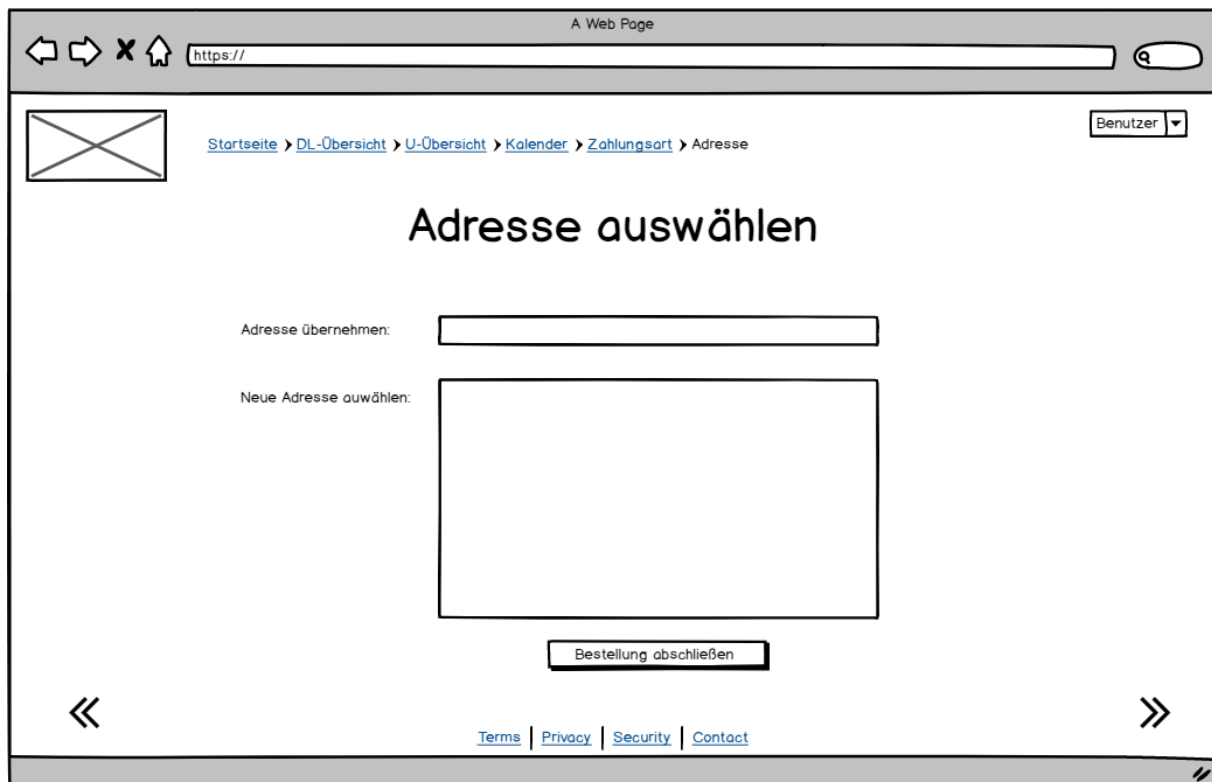 A Web Page
https://
Benutzer
Startseite > DL-Übersicht > U-Übersicht > Kalender > Zahlungsart > Adresse
Adresse auswählen
Adresse übernehmen:
Neue Adresse auwählen:
Bestellung abschließen
Terms | Privacy | Security | Contact